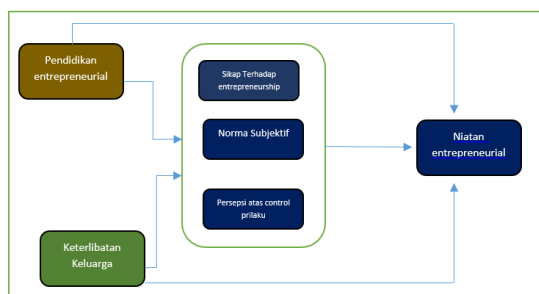 Pendidikan
entrepreneurial
Sikap Terhadap
entrepreneurship
Norma Subjektif
Persepsi atas control
prilaku
Niatan
entrepreneurial
Keterlibatan
Keluarga